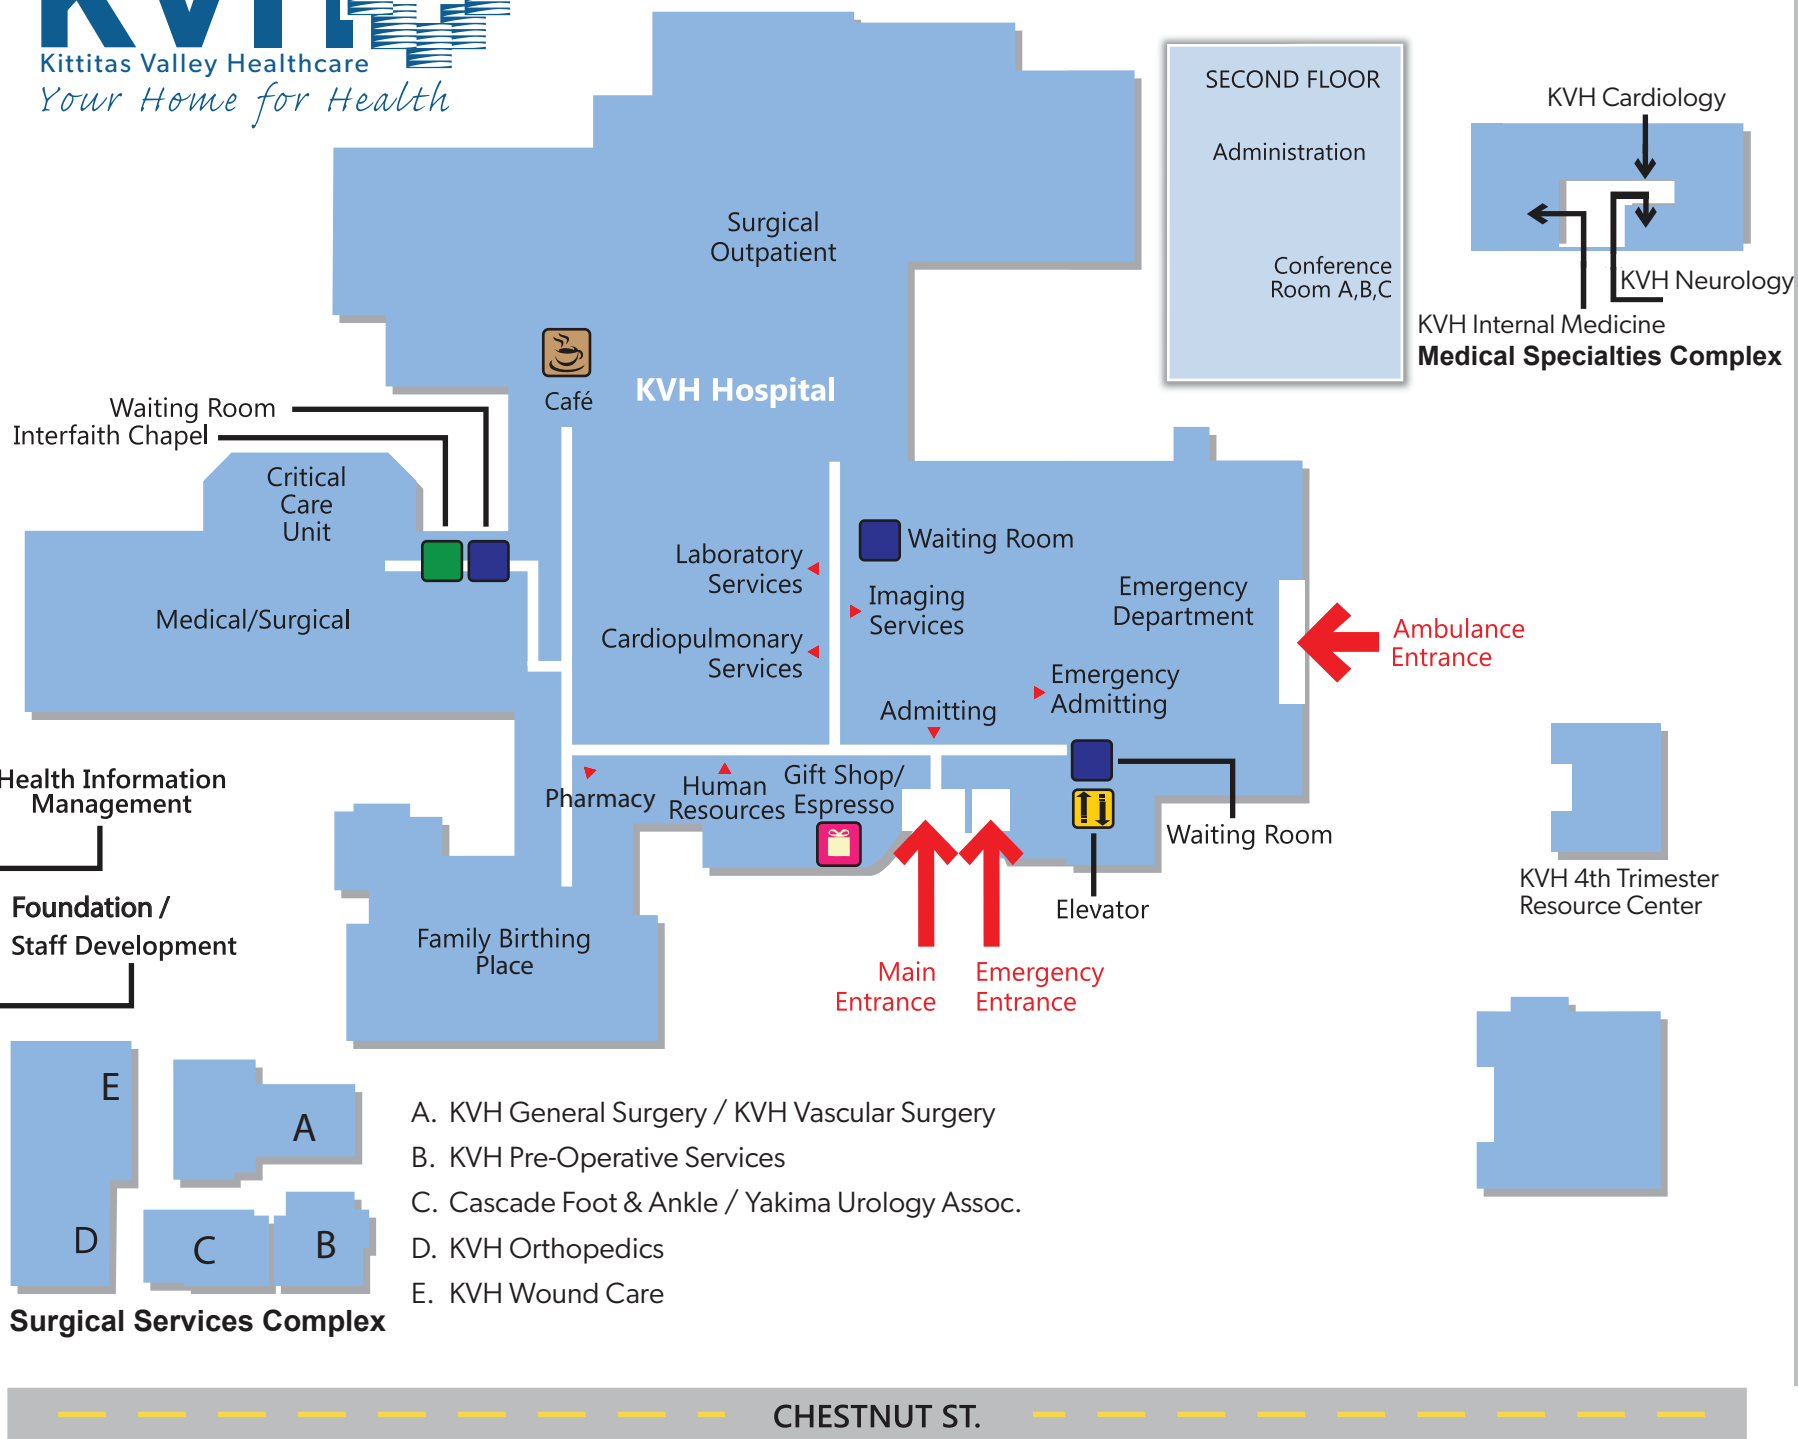 KVH
Kittitas Valley Healthcare
Your Home for Health
SECOND FLOOR
Administration
Conference
Room A,B,C
KVH Cardiology
KVH Neurology
KVH Internal Medicine
Medical Specialties Complex
Surgical
Outpatient
Café
KVH Hospital
Waiting Room
Interfaith Chapel
Critical
Care
Unit
Medical/Surgical
Laboratory
Services
Waiting Room
Imaging
Services
Cardiopulmonary
Services
Emergency
Department
Ambulance
Entrance
Emergency
Admitting
Admitting
Pharmacy
Human
Resources
Gift Shop/
Espresso
Waiting Room
Elevator
Health Information
Management
Foundation /
Staff Development
Family Birthing
Place
Main
Entrance
Emergency
Entrance
KVH 4th Trimester
Resource Center
E
A
D
C
B
Surgical Services Complex
A. KVH General Surgery / KVH Vascular Surgery
B. KVH Pre-Operative Services
C. Cascade Foot & Ankle / Yakima Urology Assoc.
D. KVH Orthopedics
E. KVH Wound Care
CHESTNUT ST.